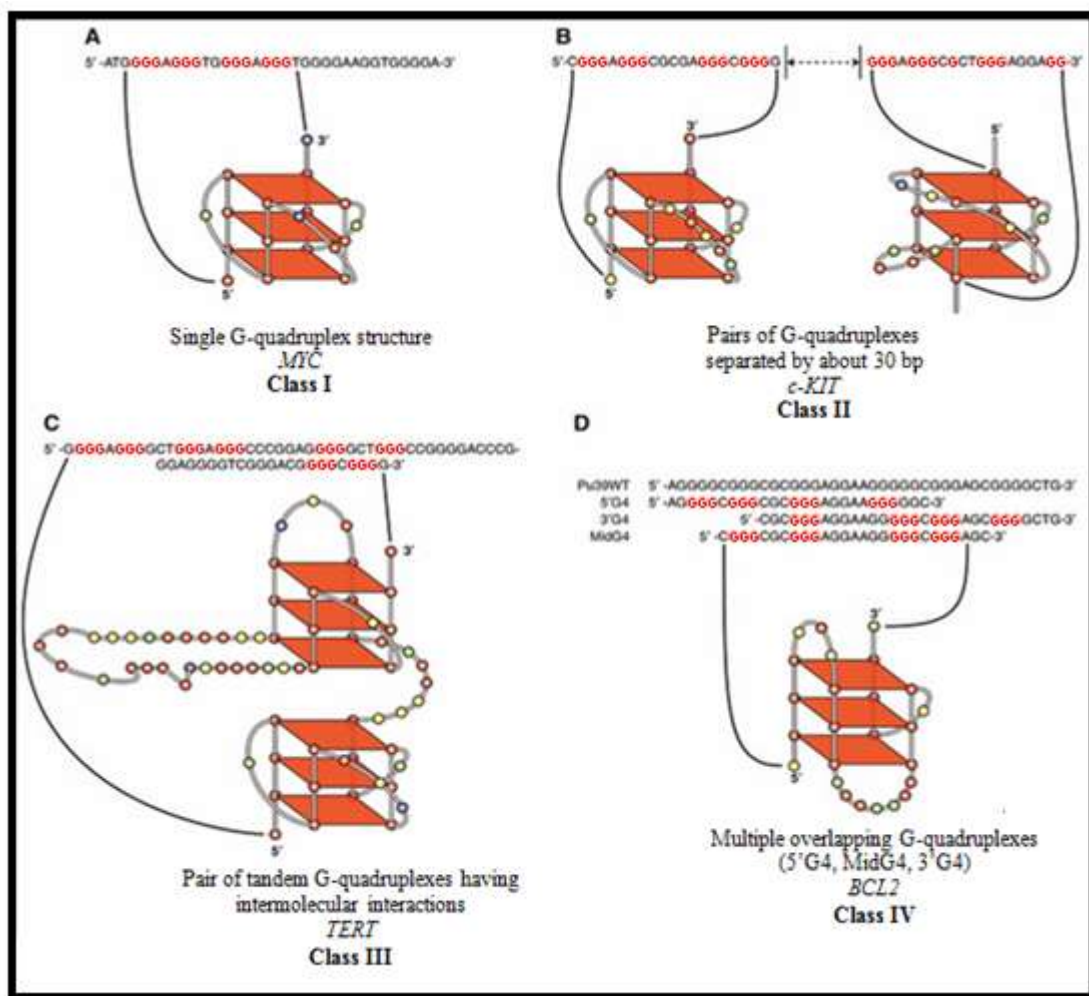 A
5'-ATGGGGAGGGTGGGGAGGGTGGGGAAGGTGGGGA-3'
3'
5'
Single G-quadruplex structure
MYC
Class I
B
5'-CGGGAGGGCGCGAGGGCGGGG
GGGAGGGCGCTGGGAGGAGG-3'
3'
5'
5'
Pairs of G-quadruplexes
separated by about 30 bp
c-KIT
Class II
C
5'-GGGGAGGGGCTGGGAGGGCCCGGAGGGGGCTGGGCCGGGGACCCG-
GGAGGGGTCGGGACGGGGCGGGG-3'
3'
5'
Pair of tandem G-quadruplexes having
intermolecular interactions
TERT
Class III
D
Pu39WT 5'-AGGGGCGGGCGCGGGAGGAAGGGGGCGGGAGCGGGGCTG-3'
5'G4 5'-AGGGGCGGGCGCGGGAGGAAGGGGGC-3'
3'G4 5'-CGCGGGAGGAAGGGGGCGGGAGCGGGGCTG-3'
MidG4 5'-CGGGCGCGGGAGGAAGGGGGCGGGAGC-3'
3'
5'
Multiple overlapping G-quadruplexes
(5'G4, MidG4, 3'G4)
BCL2
Class IV